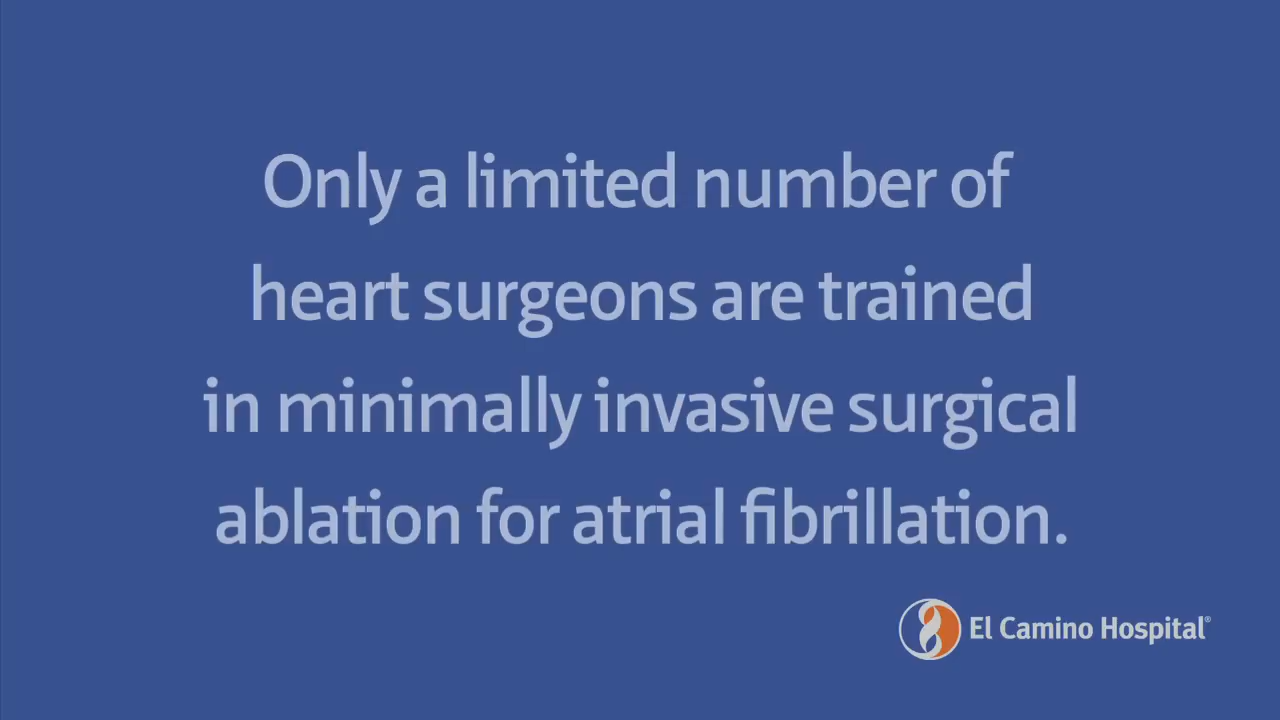 Only a limited number of
heart surgeons are trained
in minimally invasive surgical
ablation for atrial fibrillation.
El Camino Hospital®